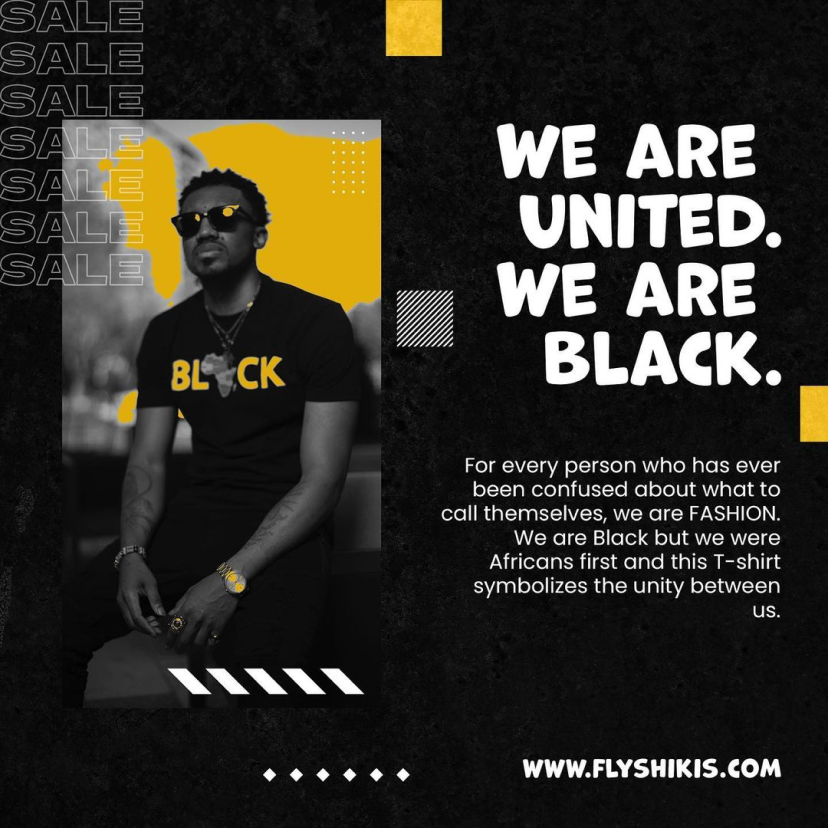 SALE
SALE
SALE
SALE
SALE
SALE
SALE
BL CK
WE ARE
UNITED.
WE ARE
BLACK.
For every person who has ever
been confused about what to
call themselves, we are FASHION.
We are Black but we were
Africans first and this T-shirt
symbolizes the unity between
us.
WWW.FLYSHIKIS.COM